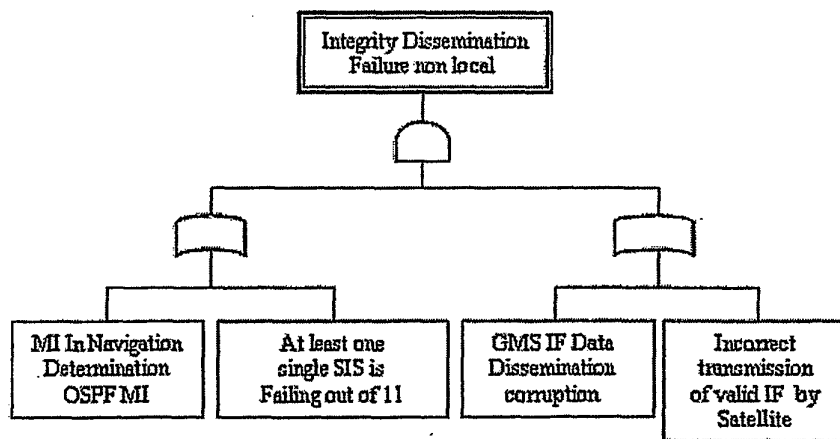 Integrity Dissemination
Failure non local
MI In Navigation
Determination
OSPF MI
At least one
single SIS is
Failing out of 11
GMS IF Data
Dissemination
corruption
Incorrect
transmission
of valid IF by
Satellite